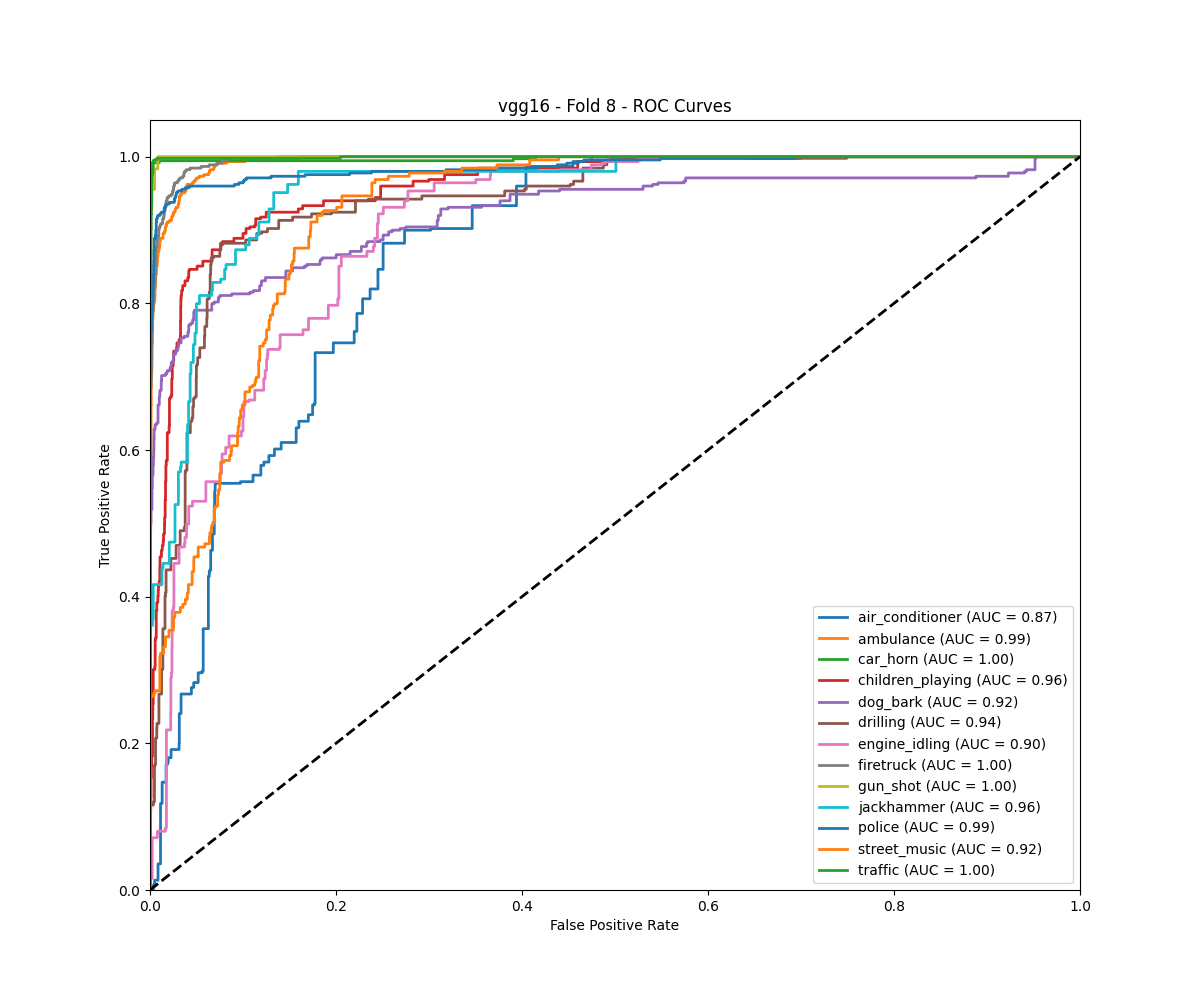 vgg16 - Fold 8 - ROC Curves
1.0
0.8
0.6
0.4
0.2
0.0
True Positive Rate
0.0 0.2 0.4 0.6 0.8 1.0
False Positive Rate
air_conditioner (AUC = 0.87)
ambulance (AUC = 0.99)
car_horn (AUC = 1.00)
children_playing (AUC = 0.96)
dog_bark (AUC = 0.92)
drilling (AUC = 0.94)
engine_idling (AUC = 0.90)
firetruck (AUC = 1.00)
gun_shot (AUC = 1.00)
jackhammer (AUC = 0.96)
police (AUC = 0.99)
street_music (AUC = 0.92)
traffic (AUC = 1.00)